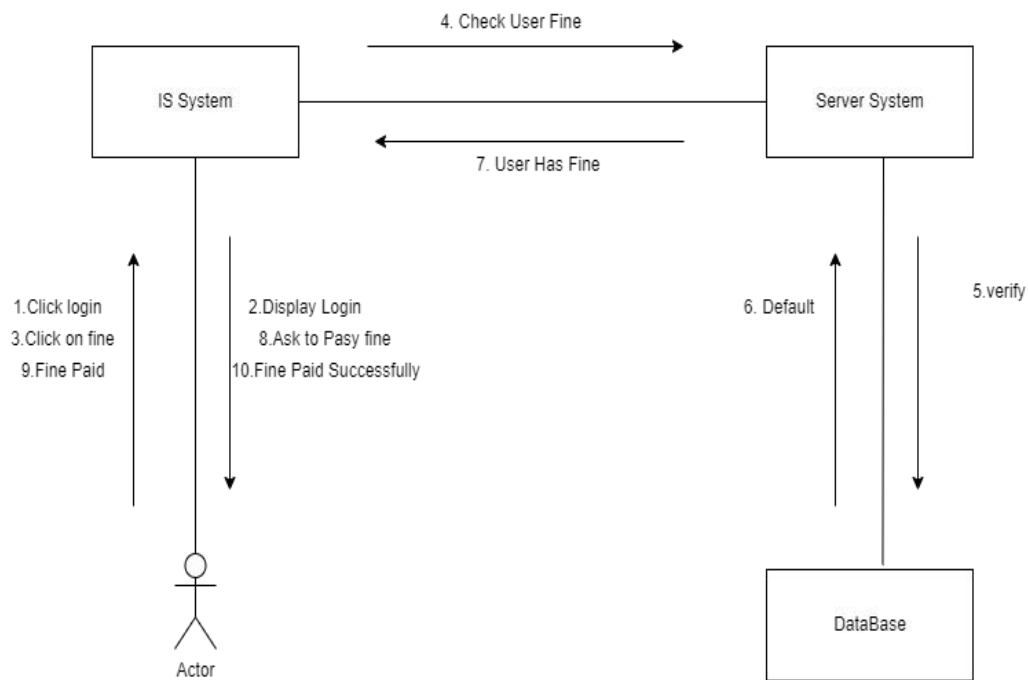 4. Check User Fine
IS System
Server System
7. User Has Fine
1.Click login
3.Click on fine
9.Fine Paid
2.Display Login
8.Ask to Pasy fine
10.Fine Paid Successfully
6. Default
5.verify
Actor
DataBase